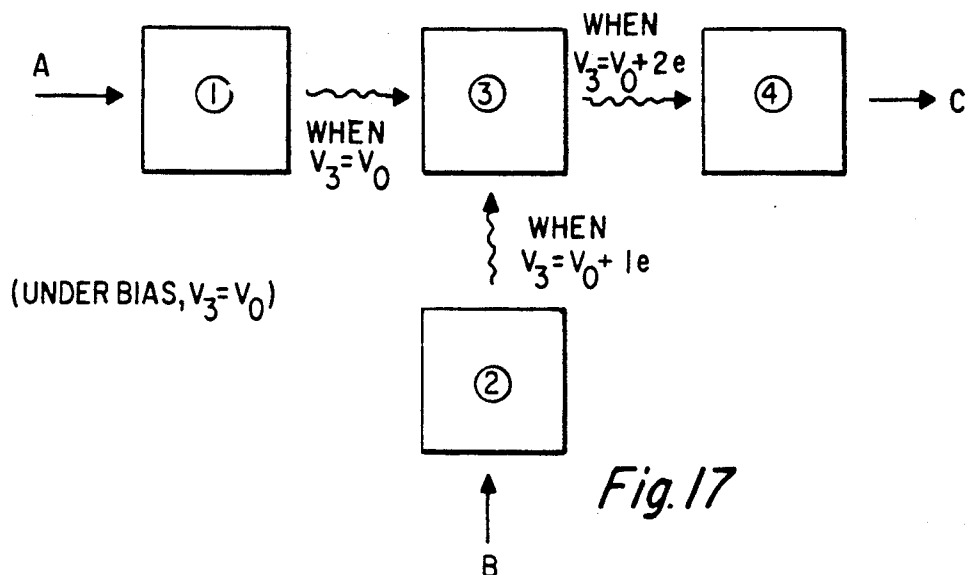 A
①
WHEN
V₃=V₀
③
WHEN
V₃=V₀+2e
④
C
WHEN
V₃=V₀+1e
(UNDER BIAS, V₃=V₀)
②
B
Fig. 17